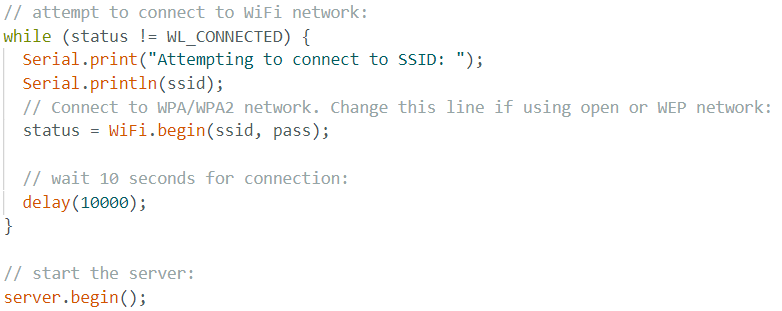 // attempt to connect to WiFi network:
while (status != WL_CONNECTED) {
  Serial.print("Attempting to connect to SSID: ");
  Serial.println(ssid);
  // Connect to WPA/WPA2 network. Change this line if using open or WEP network:
  status = WiFi.begin(ssid, pass);

  // wait 10 seconds for connection:
  delay(10000);
}

// start the server:
server.begin();